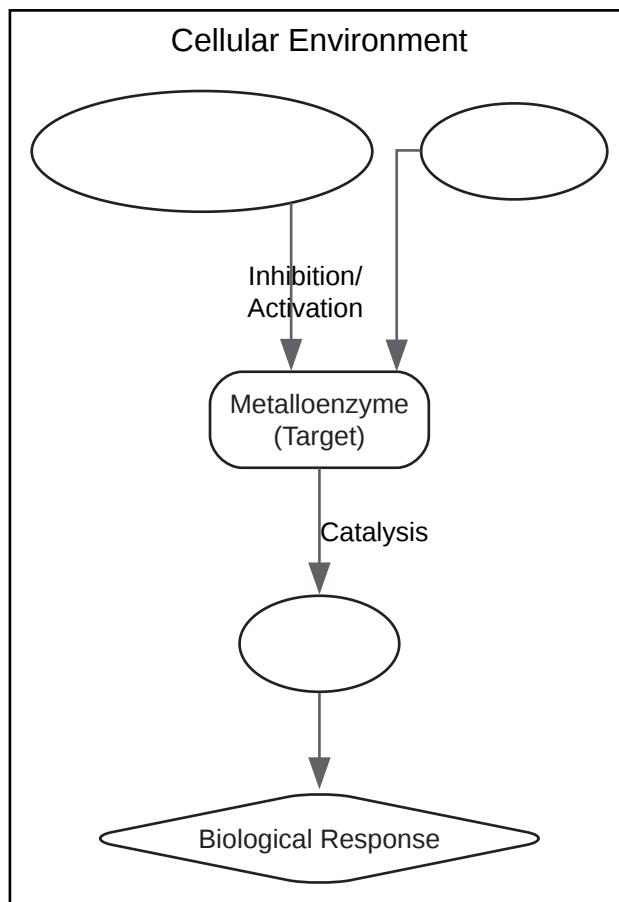 Cellular Environment
Inhibition/
Activation
Metalloenzyme
(Target)
Catalysis
Biological Response